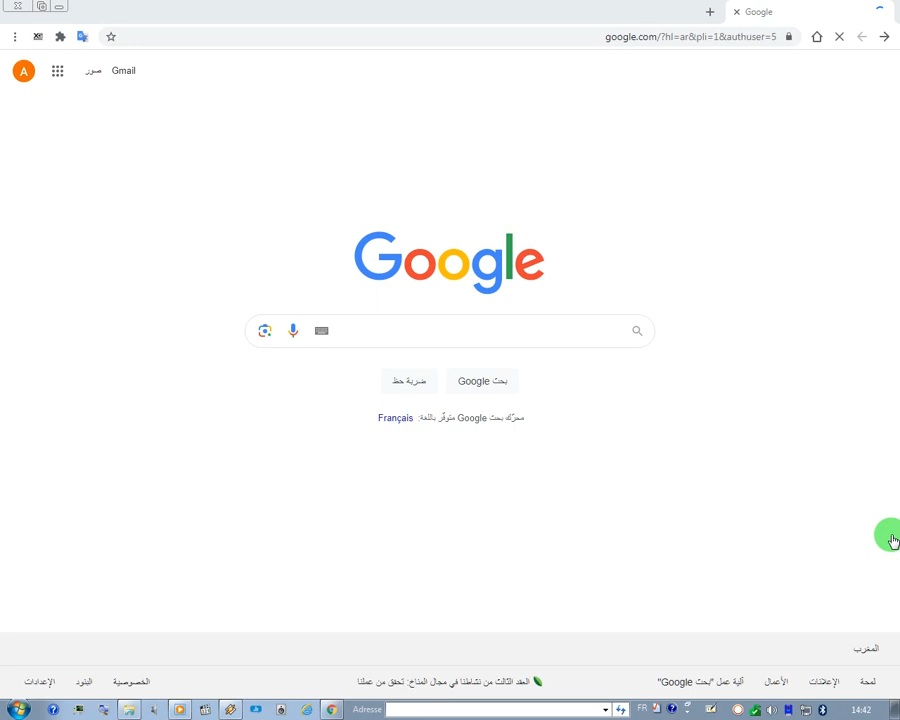 Google
google.com/?hl=ar&pli=1&authuser=5
A
صور
Gmail
Google
بحث Google
ضربة حظ
محرّك بحث Google متوفّر باللغة: Français
المغرب
لمحة
الإعلانات
الأعمال
آلية عمل "بحث Google"
العقد الثالث من نشاطنا في مجال المناخ: تحقق من عملنا
الخصوصية
البنود
الإعدادات
Adresse
FR
14:42